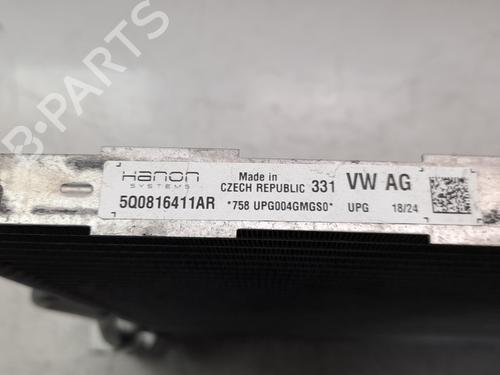 B-PARTS
Hanon
SYSTEMS
Made in
CZECH REPUBLIC 331 VW AG
5Q0816411AR *758 UPG004GMGS0* UPG 18/24